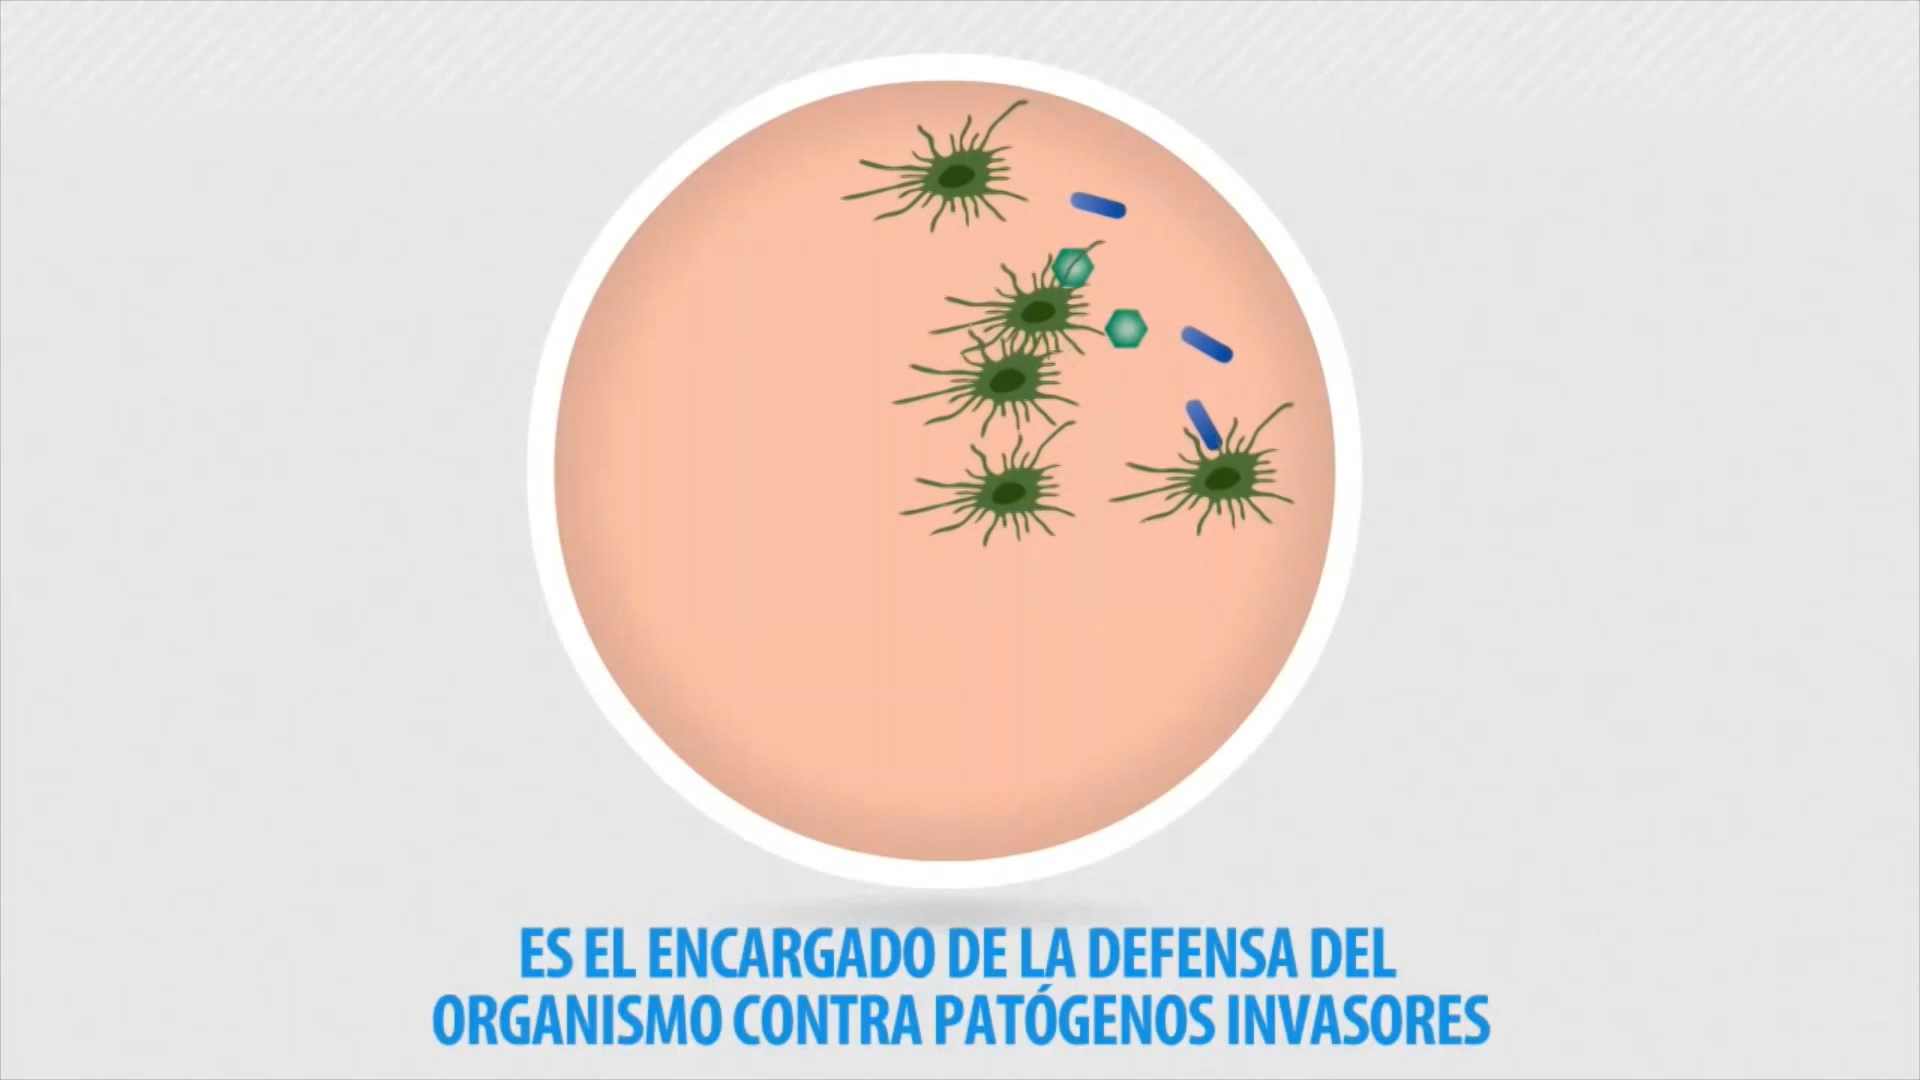 ES EL ENCARGADO DE LA DEFENSA DEL
ORGANISMO CONTRA PATÓGENOS INVASORES